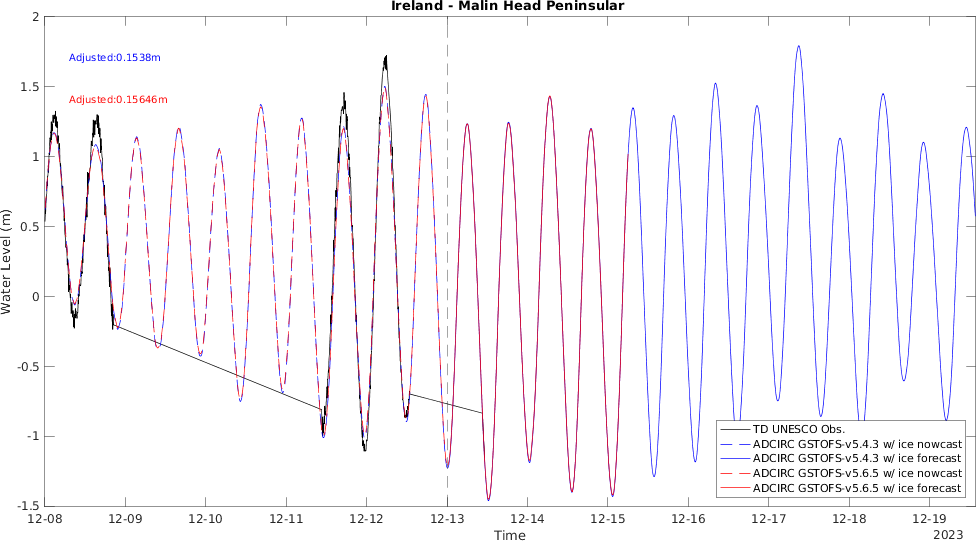 Ireland - Malin Head Peninsular
2
1.5
1
0.5
0
-0.5
-1
-1.5
Water Level (m)
Adjusted:0.1538m
Adjusted:0.15646m
TD UNESCO Obs.
ADCIRC GSTOFS-v5.4.3 w/ ice nowcast
ADCIRC GSTOFS-v5.4.3 w/ ice forecast
ADCIRC GSTOFS-v5.6.5 w/ ice nowcast
ADCIRC GSTOFS-v5.6.5 w/ ice forecast
12-08 12-09 12-10 12-11 12-12 12-13 12-14 12-15 12-16 12-17 12-18 12-19
Time
2023